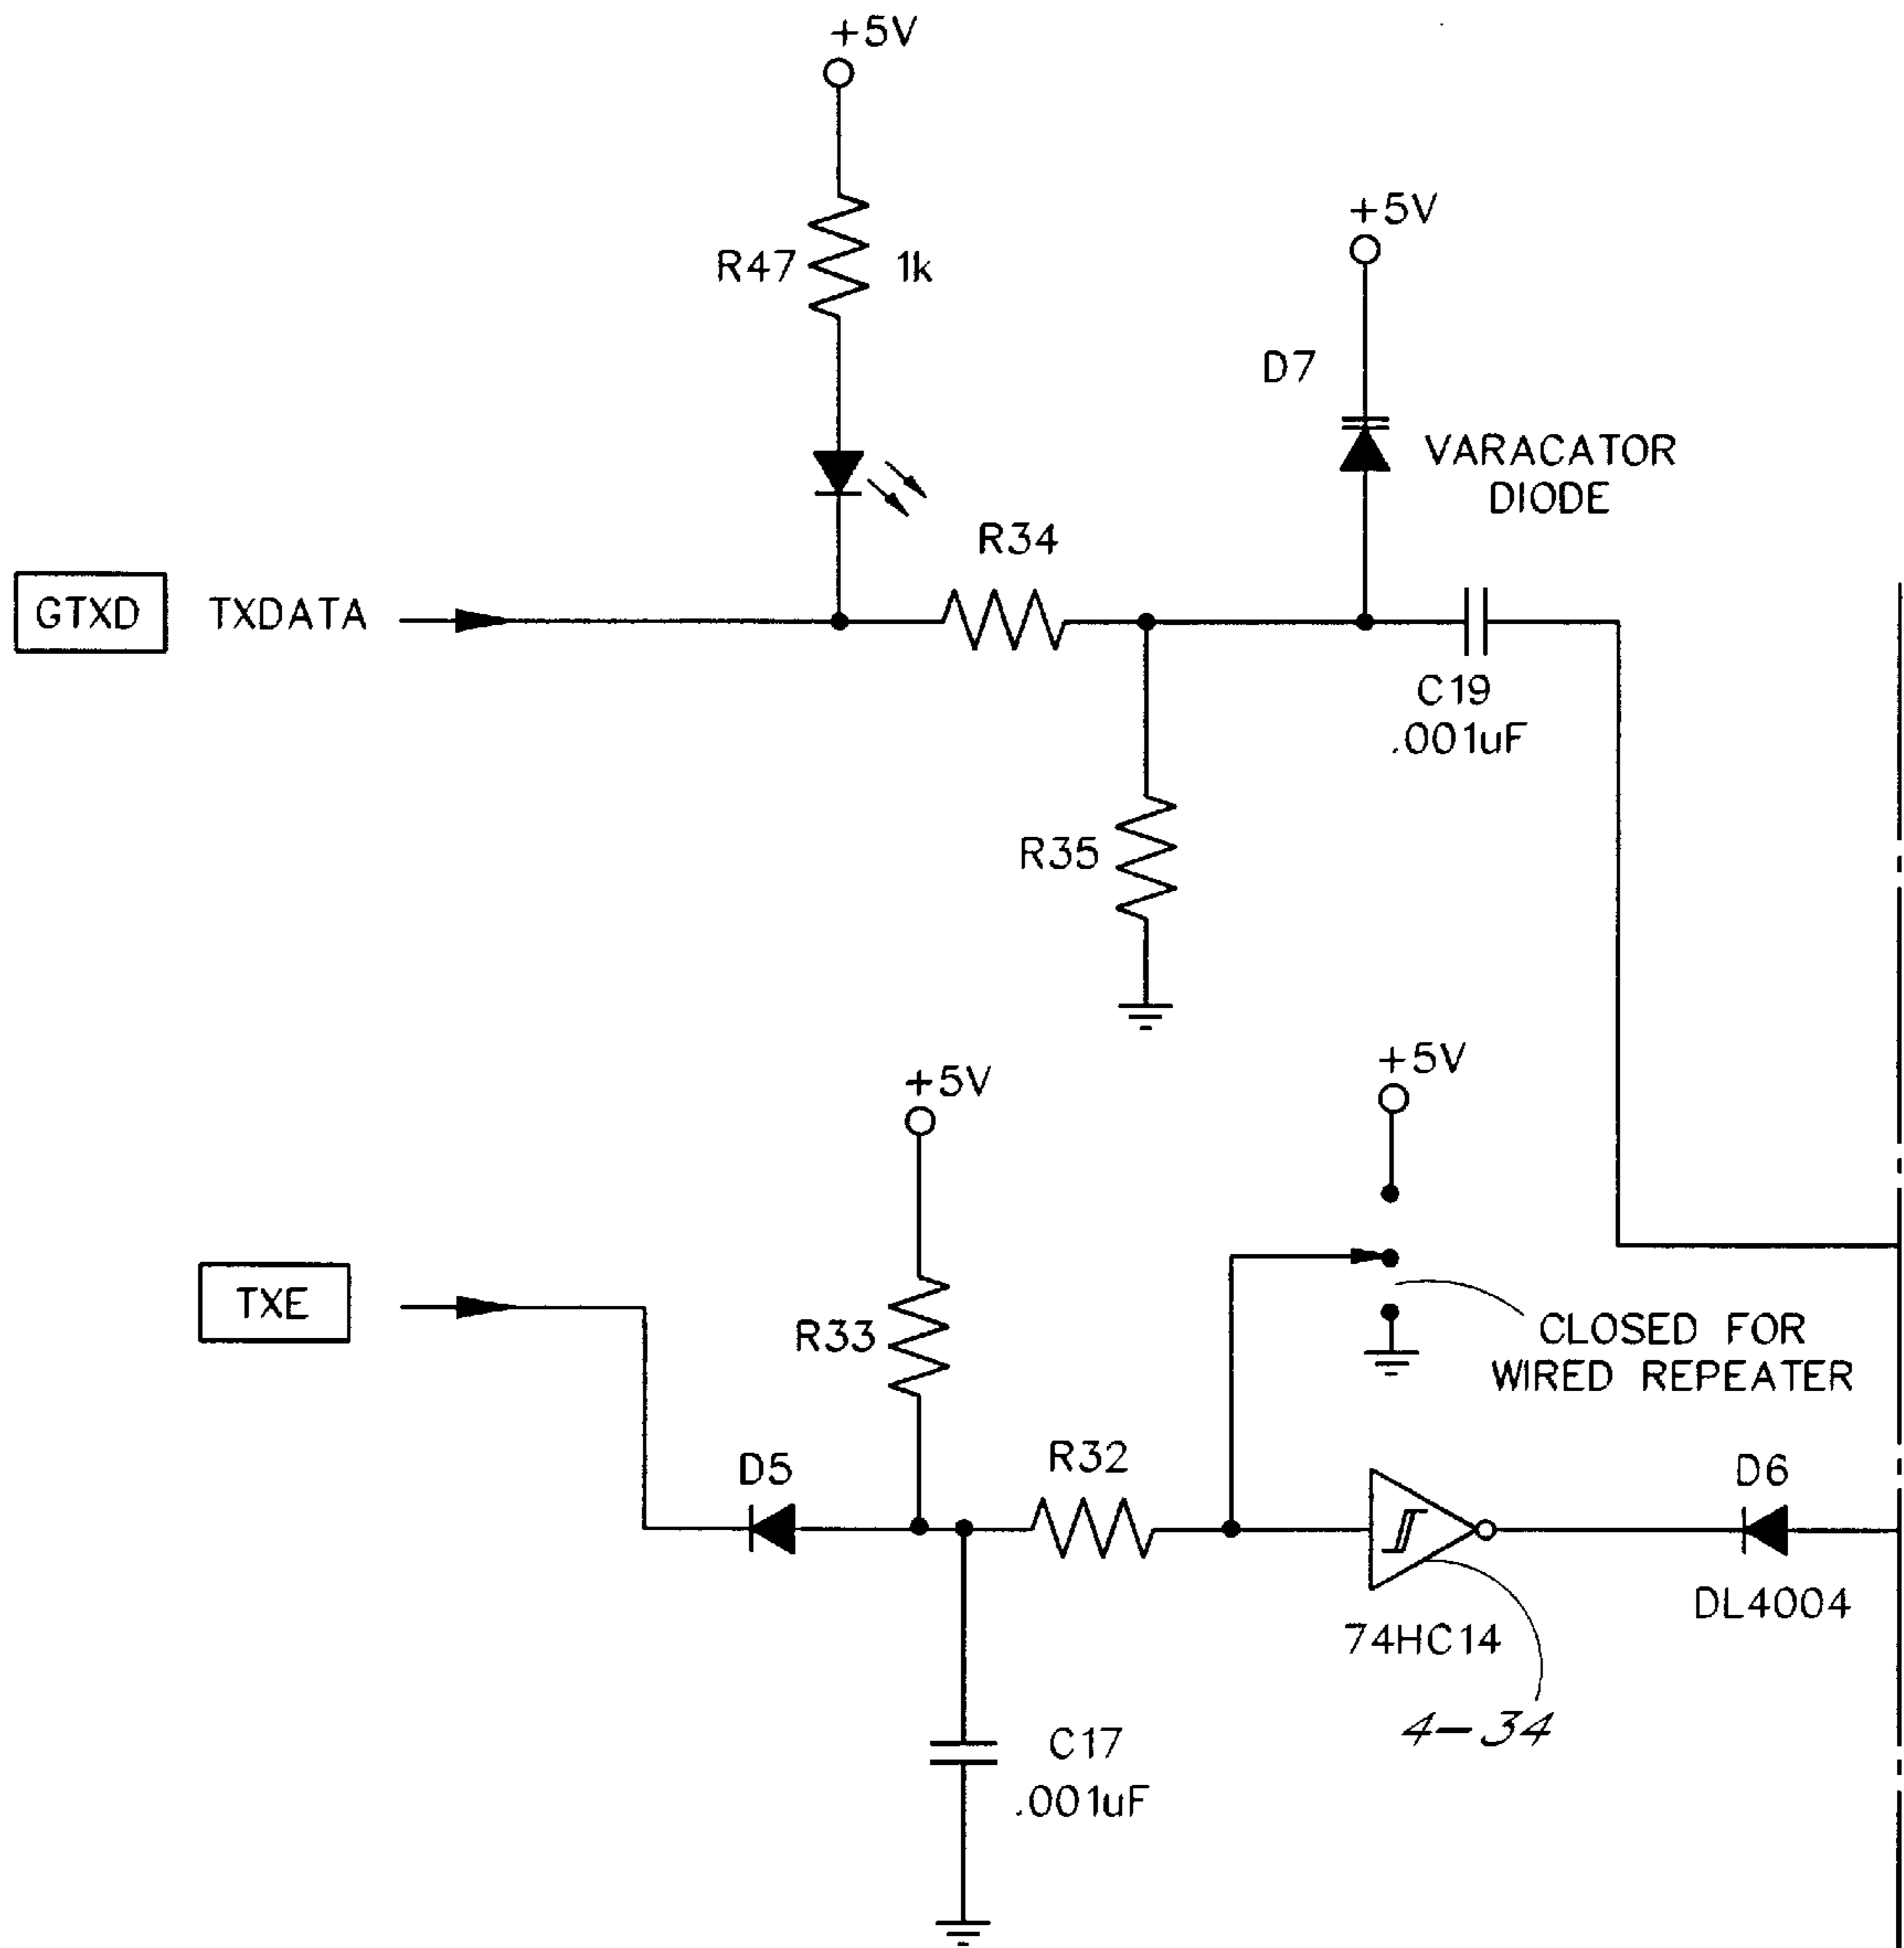 +5V
+5V
R47
1k
D7
VARACATOR
DIODE
R34
GTXD
TXDATA
C19
.001uF
R35
+5V
+5V
TXE
R33
CLOSED FOR
WIRED REPEATER
D5
R32
D6
DL4004
74HC14
4-34
C17
.001uF